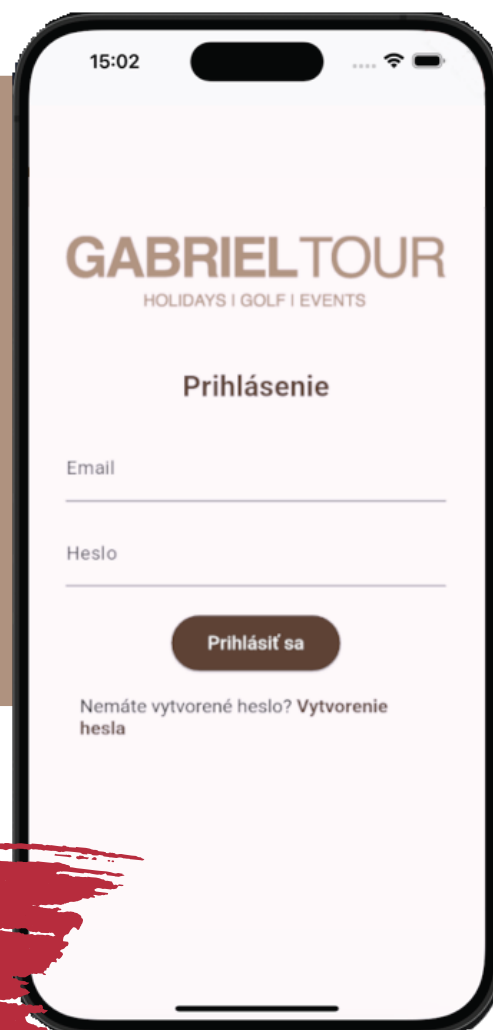 15:02
GABRIELTOUR
HOLIDAYS I GOLF I EVENTS
Prihlásenie
Email
Heslo
Prihlásiť sa
Nemáte vytvorené heslo? Vytvorenie
hesla